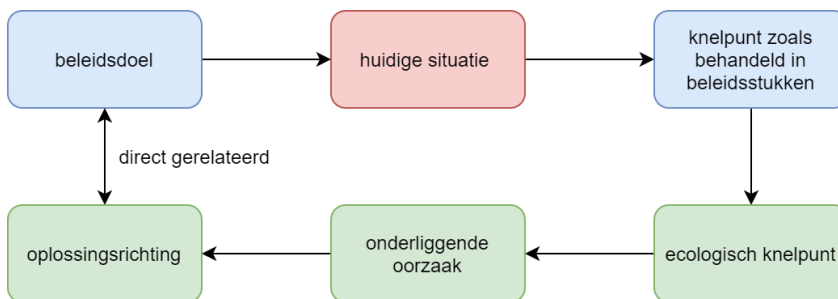 beleidsdoel
huidige situatie
knelpunt zoals
behandeld in
beleidsstukken
direct gerelateerd
oplossingsrichting
onderliggende
oorzaak
ecologisch knelpunt